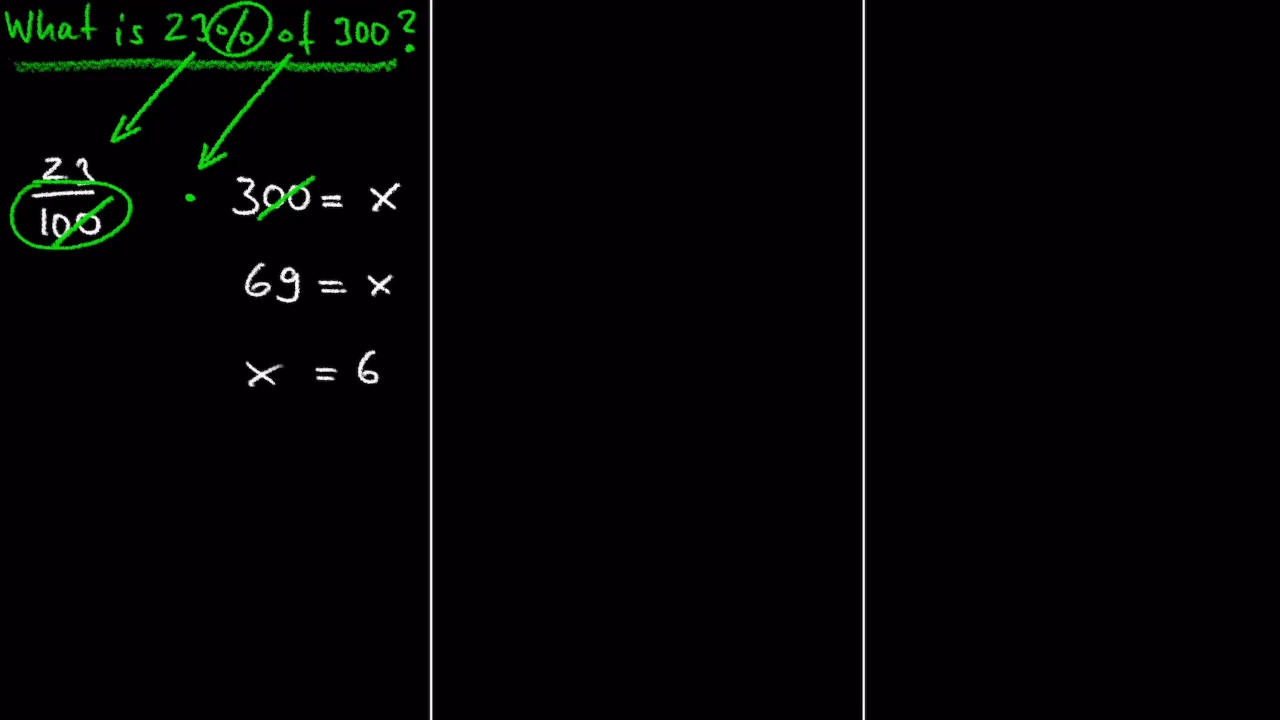 What is 23% of 300?
23
100
· 300 = x
69 = x
x = 6